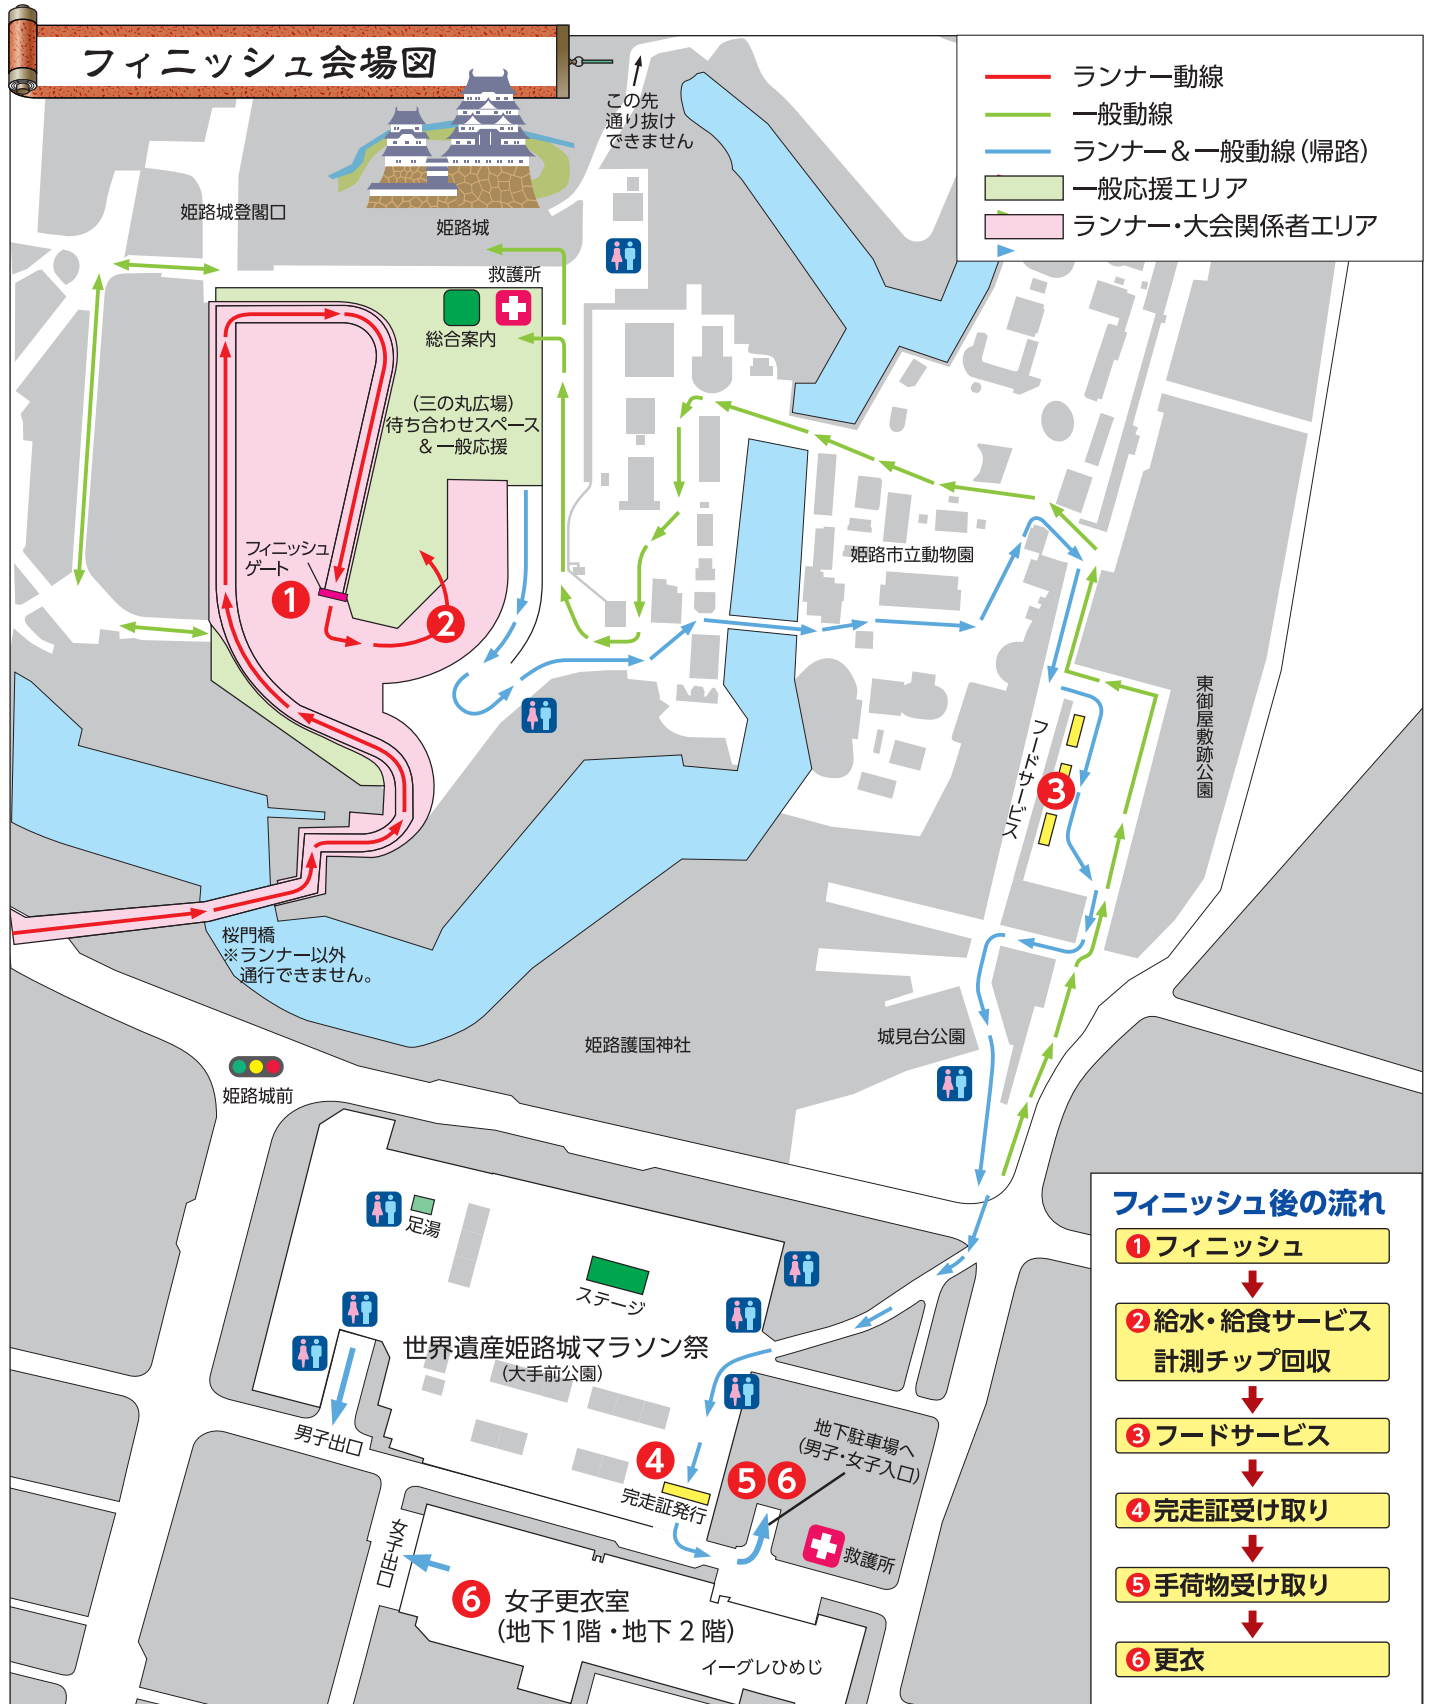 フィニッシュ会場図
この先
通り抜け
できません
ランナー動線
一般動線
ランナー＆一般動線（帰路）
一般応援エリア
ランナー・大会関係者エリア
姫路城登閣口
姫路城
救護所
総合案内
（三の丸広場）
待ち合わせスペース
＆一般応援
フィニッシュ
ゲート
1
2
姫路市立動物園
東御屋敷跡公園
フードサービス
3
桜門橋
※ランナー以外
通行できません。
姫路護国神社
城見台公園
姫路城前
足湯
ステージ
世界遺産姫路城マラソン祭
（大手前公園）
男子出口
地下駐車場へ
（男子・女子入口）
4
5 6
完走証発行
救護所
女子出口
6
女子更衣室
（地下1階・地下2階）
イーグレひめじ
フィニッシュ後の流れ
1 フィニッシュ
2 給水・給食サービス
計測チップ回収
3 フードサービス
4 完走証受け取り
5 手荷物受け取り
6 更衣